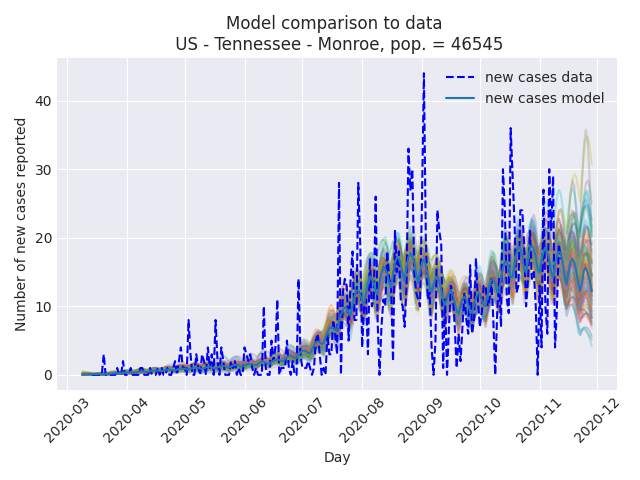 Model comparison to data
US - Tennessee - Monroe, pop. = 46545
new cases data
new cases model
Number of new cases reported
40
30
20
10
0
2020-03
2020-04
2020-05
2020-06
2020-07
2020-08
2020-09
2020-10
2020-11
2020-12
Day